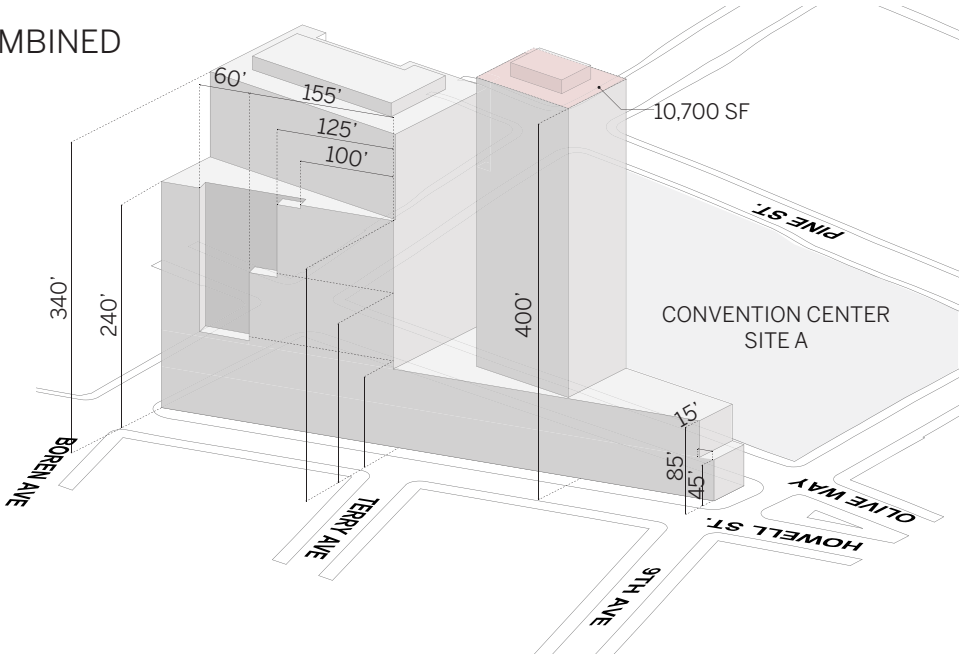 MBINED
60'
155'
125'
100'
10,700 SF
PINE ST.
340'
240'
400'
CONVENTION CENTER
SITE A
15'
85'
45'
BOREN AVE
TERRY AVE
9TH AVE
HOWELL ST.
OLIVE WAY